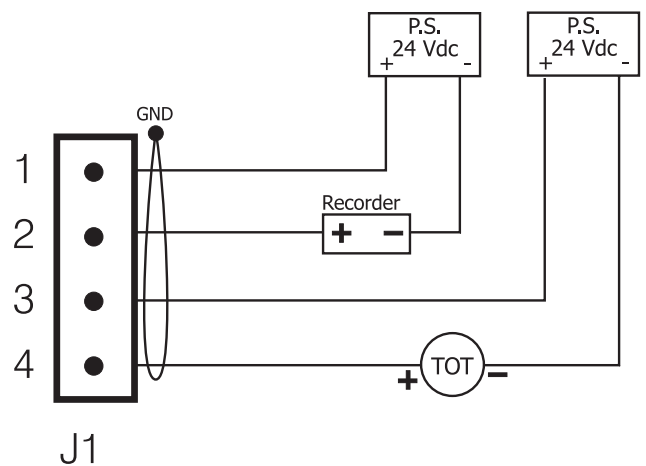 P.S.
24 Vdc
+ -
P.S.
24 Vdc
+ -
GND
1
Recorder
2
+ −
3
4
TOT
+ −
J1